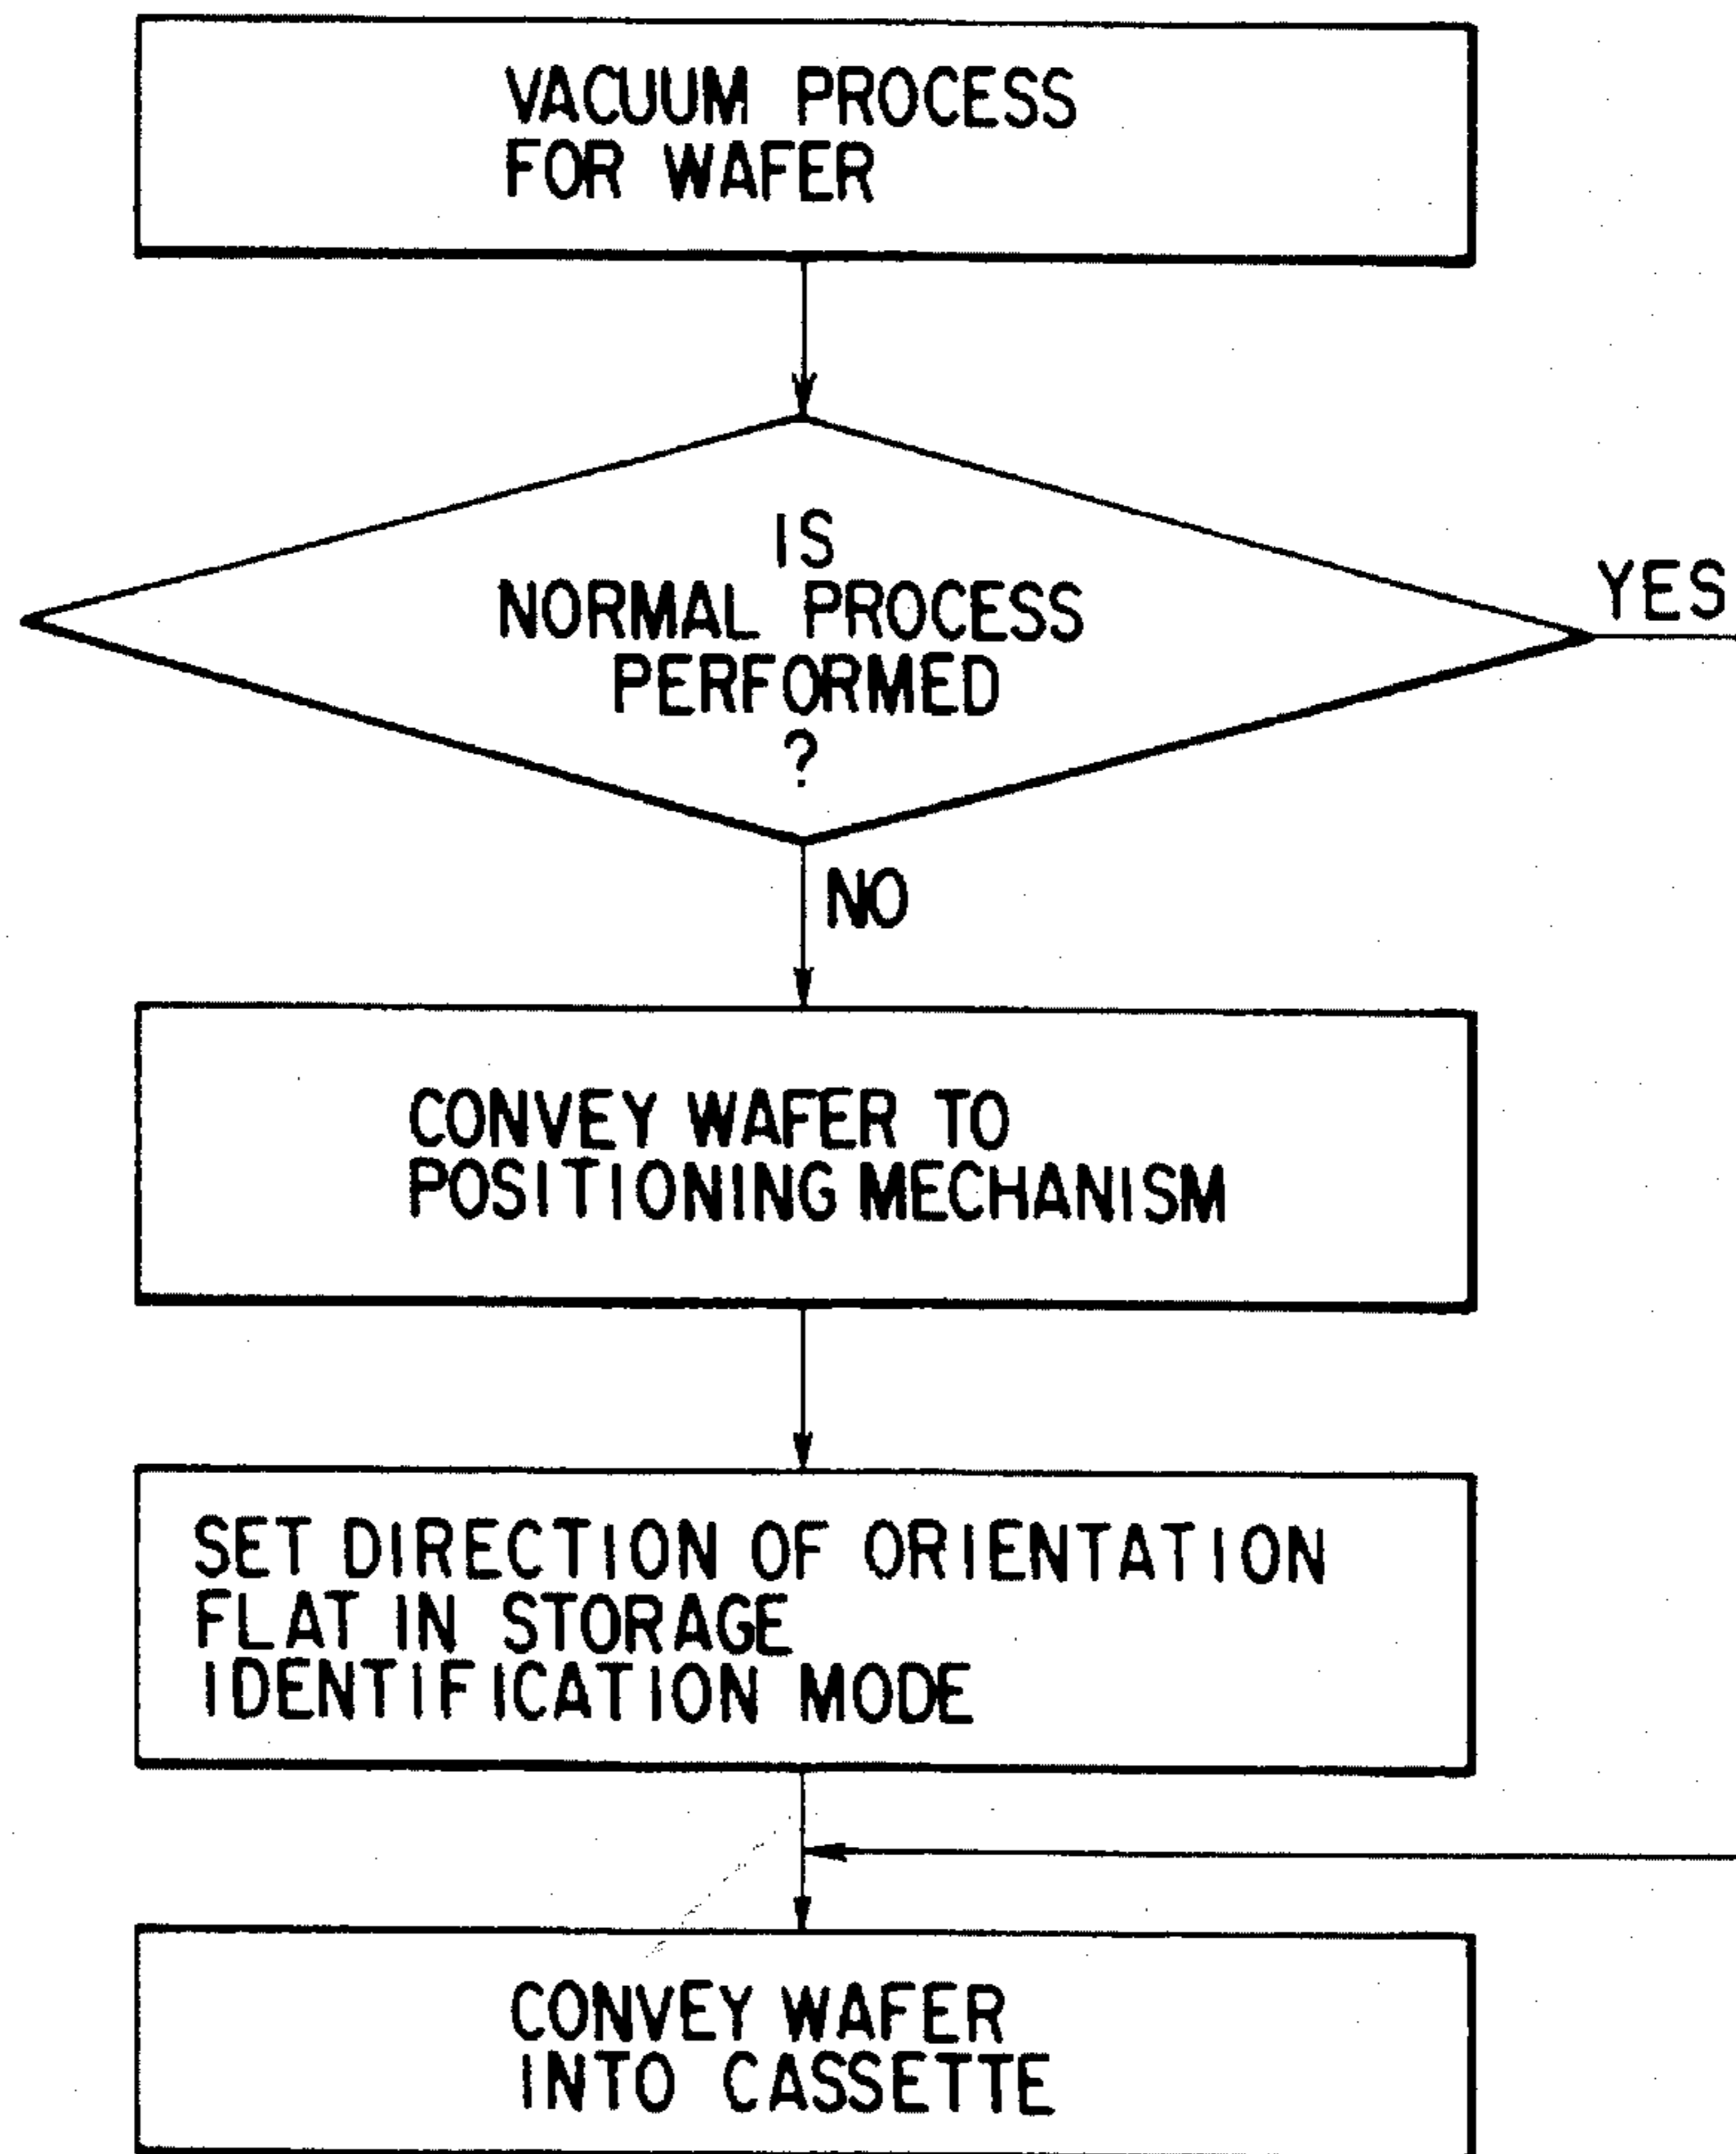 VACUUM PROCESS
FOR WAFER
IS
NORMAL PROCESS
PERFORMED
?
YES
NO
CONVEY WAFER TO
POSITIONING MECHANISM
SET DIRECTION OF ORIENTATION
FLAT IN STORAGE
IDENTIFICATION MODE
CONVEY WAFER
INTO CASSETTE